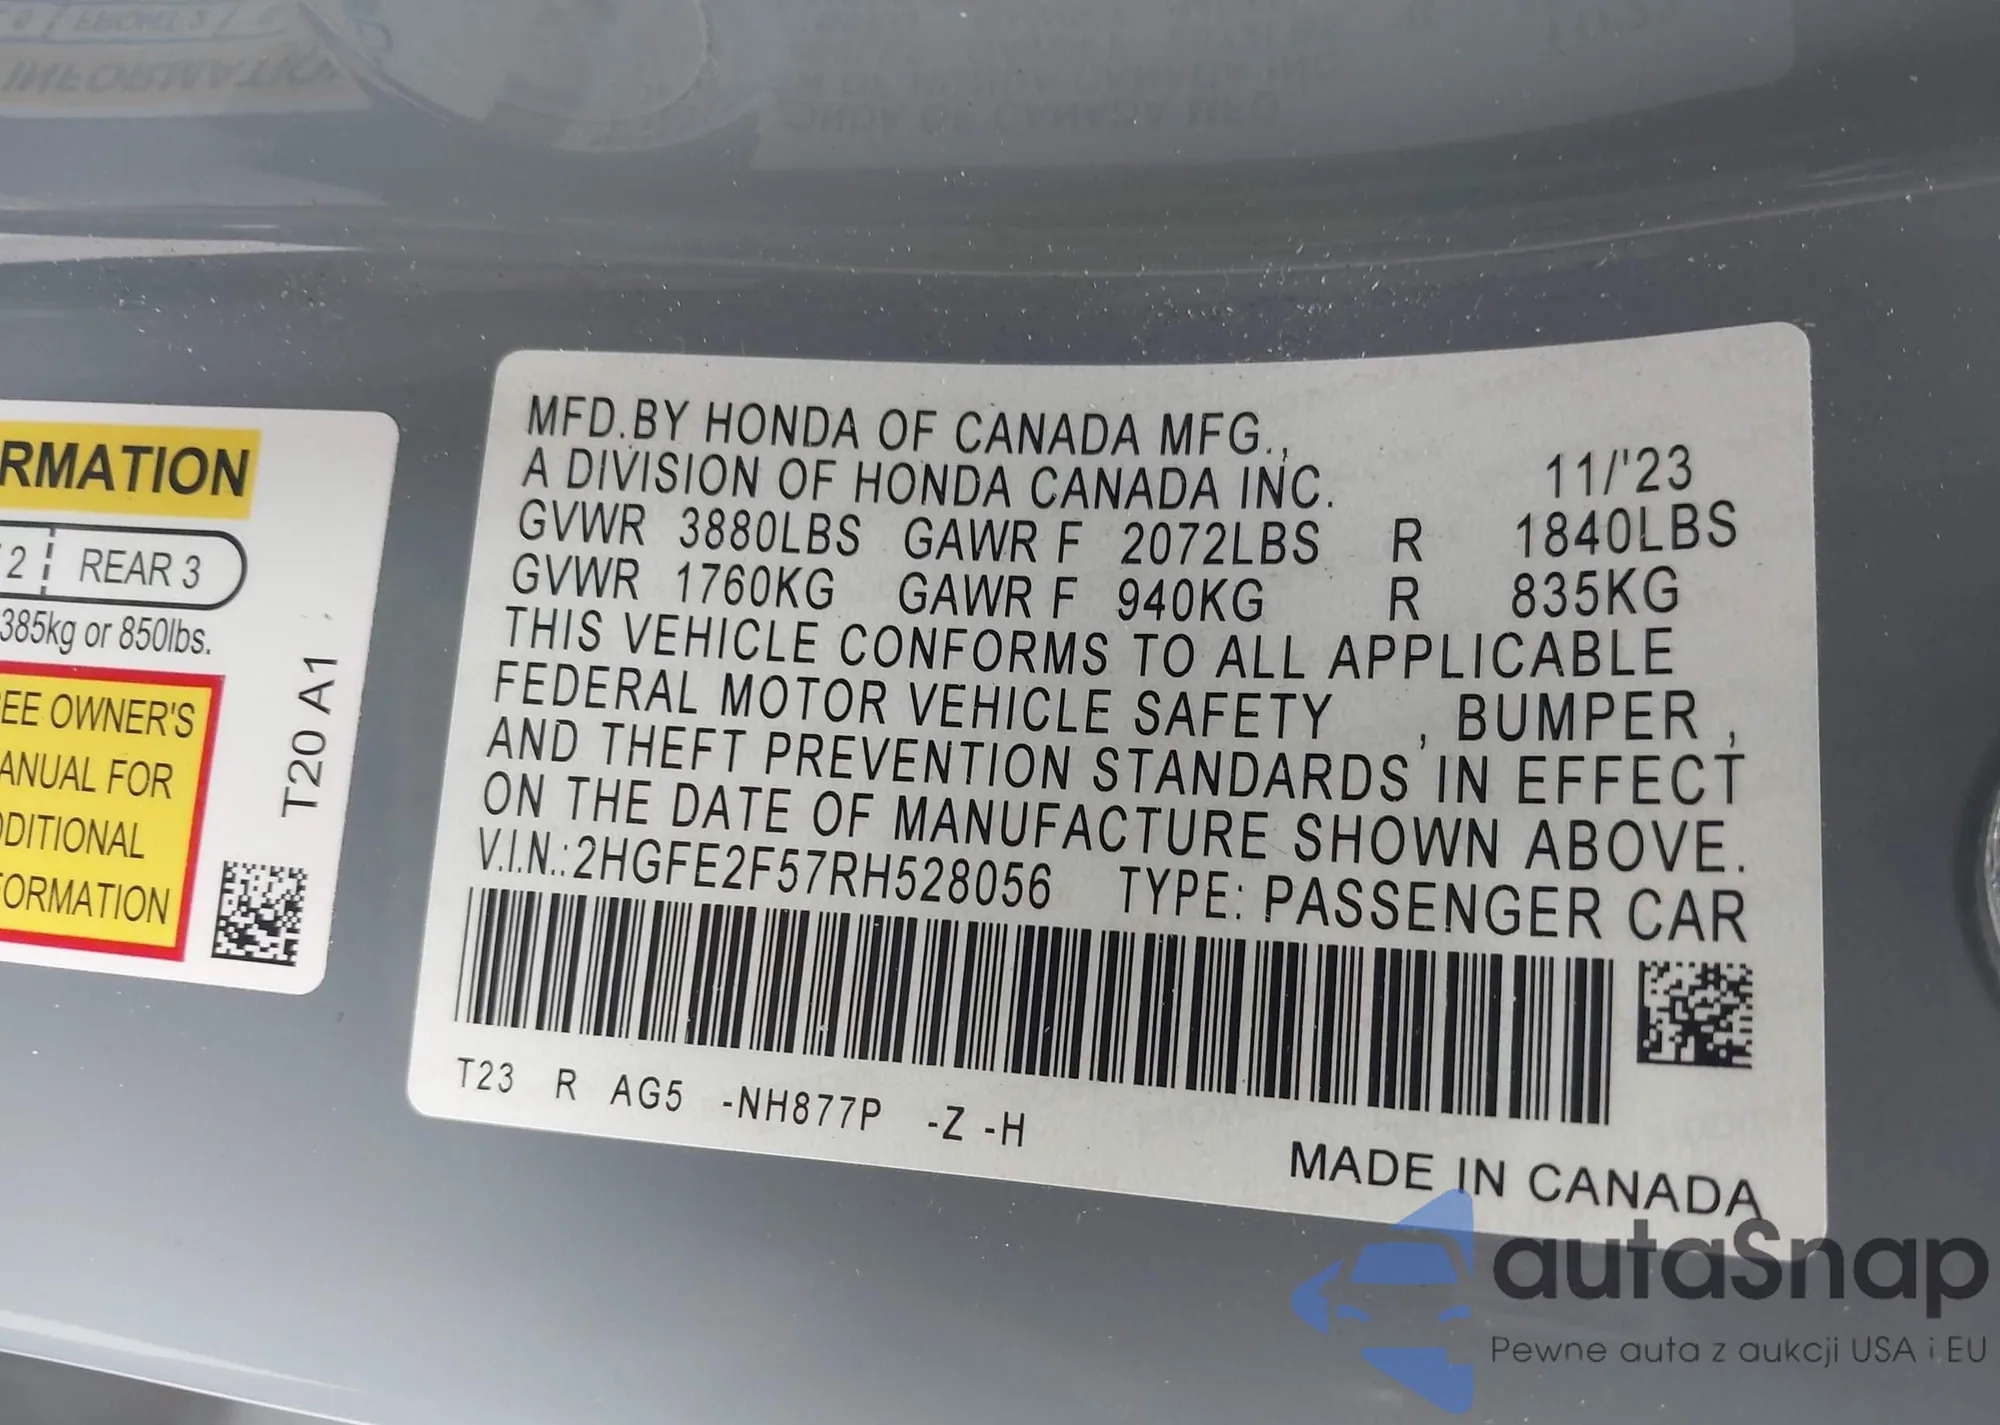 RMATION
2 REAR 3
385kg or 850lbs.
EE OWNER'S
ANUAL FOR
DDITIONAL
FORMATION
T20 A1
MFD.BY HONDA OF CANADA MFG.,
A DIVISION OF HONDA CANADA INC. 11/'23
GVWR 3880LBS GAWR F 2072LBS R 1840LBS
GVWR 1760KG GAWR F 940KG R 835KG
THIS VEHICLE CONFORMS TO ALL APPLICABLE
FEDERAL MOTOR VEHICLE SAFETY , BUMPER ,
AND THEFT PREVENTION STANDARDS IN EFFECT
ON THE DATE OF MANUFACTURE SHOWN ABOVE.
V.I.N.:2HGFE2F57RH528056 TYPE: PASSENGER CAR
T23 R AG5 -NH877P -Z -H
MADE IN CANADA
autaSnap
Pewne auta z aukcji USA i EU